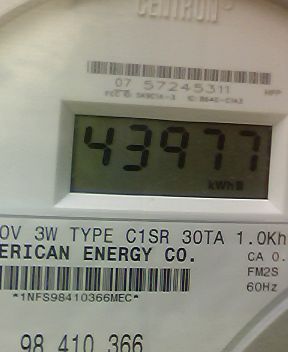 CENTRON
07 57245311
HPP
43977
kWh
0V 3W TYPE C1SR 30TA 1.0Kh
ERICAN ENERGY CO.
CA 0.
FM2S
60Hz
*1NFS98410366MEC*
98 410 366